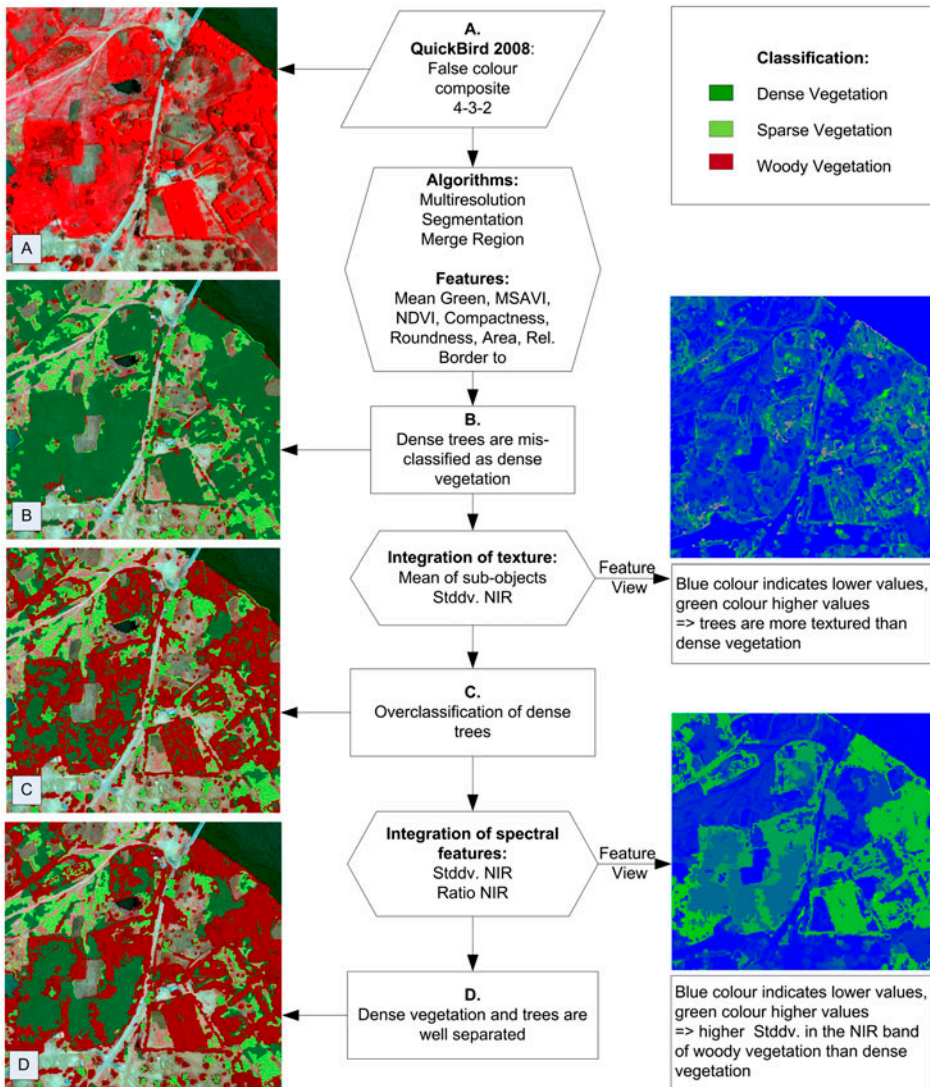 A.
QuickBird 2008:
False colour
composite
4-3-2
Classification:
Dense Vegetation
Sparse Vegetation
Woody Vegetation
A
Algorithms:
Multiresolution
Segmentation
Merge Region
Features:
Mean Green, MSAVI,
NDVI, Compactness,
Roundness, Area, Rel.
Border to
B.
Dense trees are mis-
classified as dense
vegetation
B
Integration of texture:
Mean of sub-objects
Stddv. NIR
Feature
View
Blue colour indicates lower values,
green colour higher values
=> trees are more textured than
dense vegetation
C.
Overclassification of dense
trees
C
Integration of spectral
features:
Stddv. NIR
Ratio NIR
Feature
View
D.
Dense vegetation and trees are
well separated
D
Blue colour indicates lower values,
green colour higher values
=> higher Stddv. in the NIR band
of woody vegetation than dense
vegetation